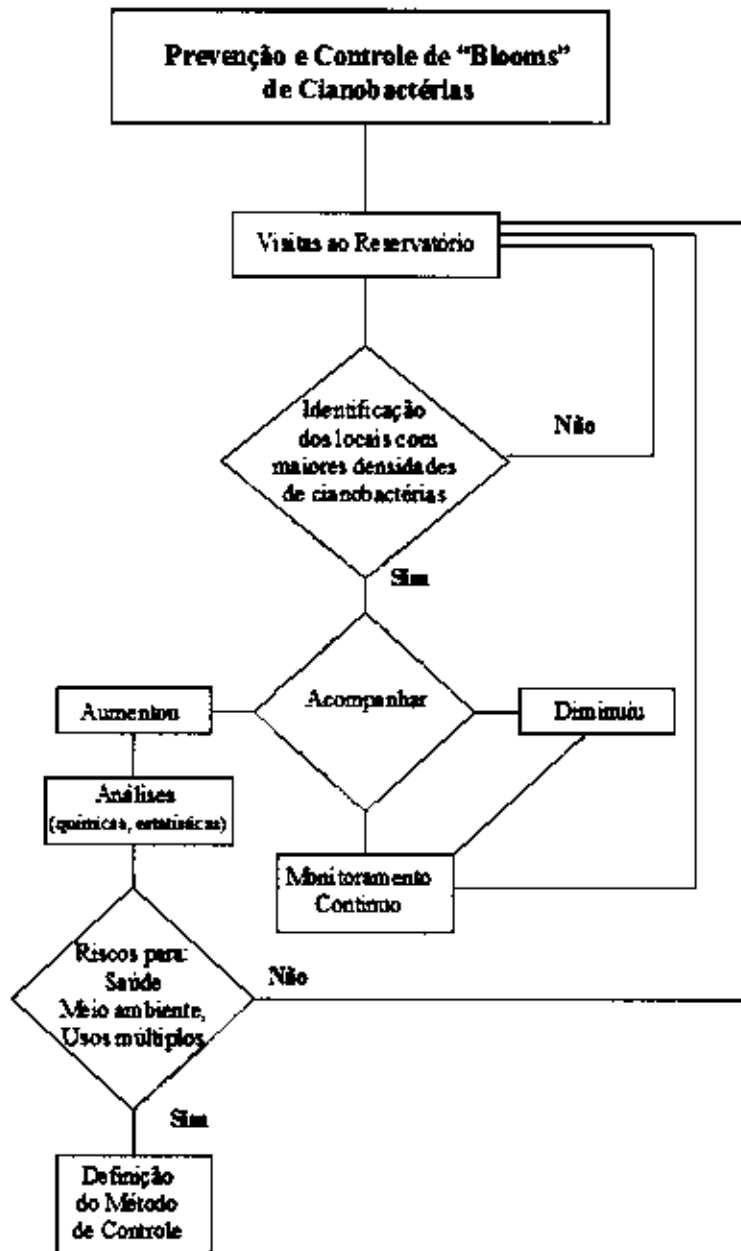 Prevenção e Controle de “Blooms”
de Cianobactérias
Visitas ao Reservatório
Identificação
dos locais com
maiores densidades
de cianobactérias
Não
Sim
Acompanhar
Aumentou
Diminuiu
Análises
(químicas, estatísticas)
Monitoramento
Contínuo
Riscos para:
Saúde
Meio ambiente,
Usos múltiplos
Não
Sim
Definição
do Método
de Controle